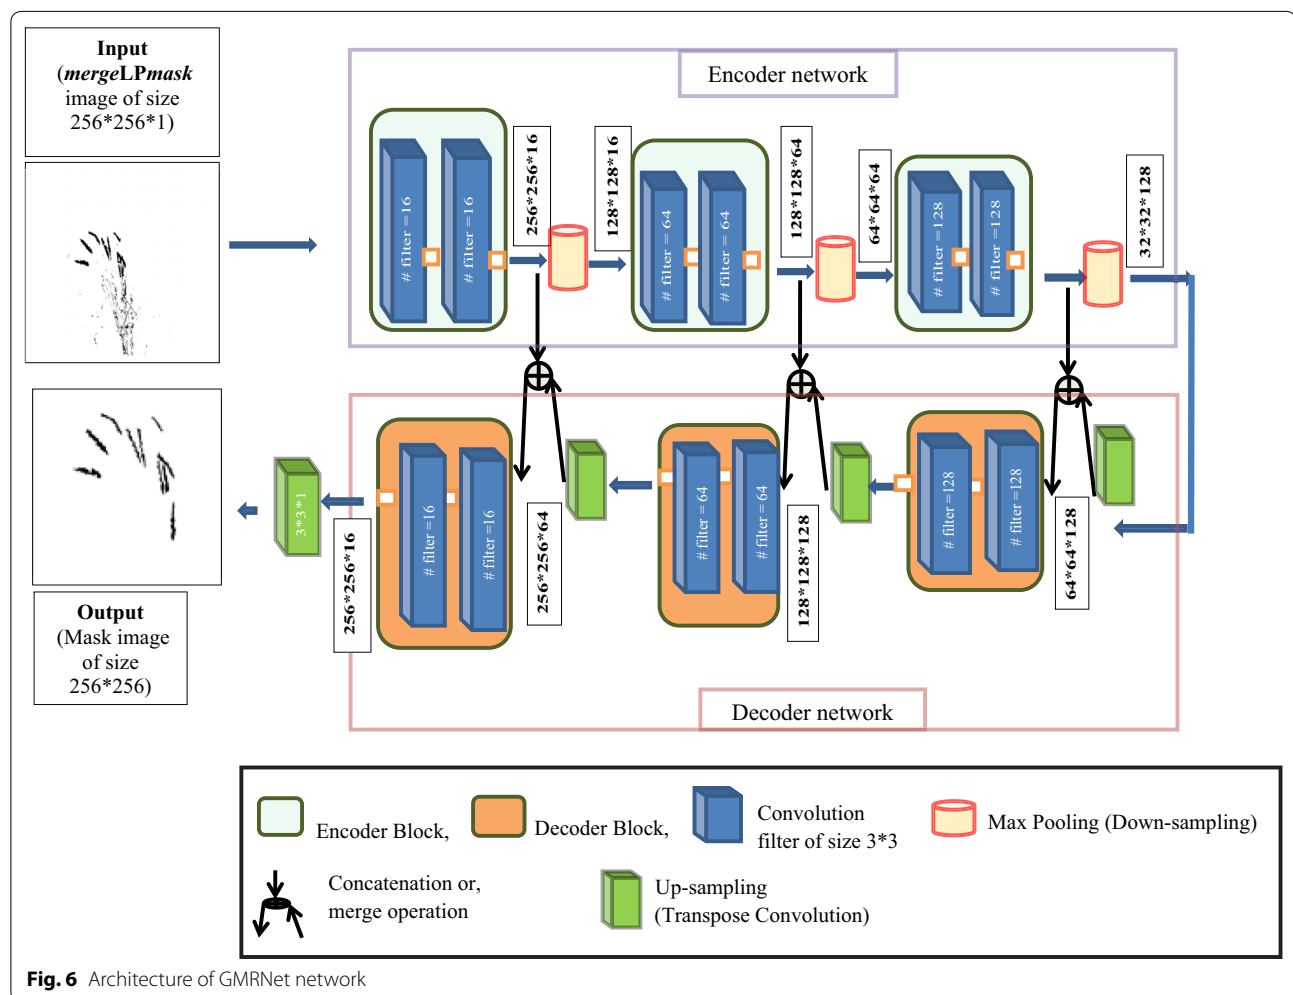 Input
(mergeLPmask
image of size
256*256*1)
Encoder network
# filter =16
# filter =16
256*256*16
128*128*16
# filter = 64
# filter = 64
128*128*64
64*64*64
# filter =128
# filter =128
32*32*128
Output
(Mask image
of size
256*256)
3*3*1
256*256*16
# filter =16
# filter =16
256*256*64
# filter = 64
# filter = 64
128*128*128
# filter =128
# filter =128
64*64*128
Decoder network
Encoder Block,
Decoder Block,
Convolution
filter of size 3*3
Max Pooling (Down-sampling)
Concatenation or,
merge operation
Up-sampling
(Transpose Convolution)
Fig. 6 Architecture of GMRNet network